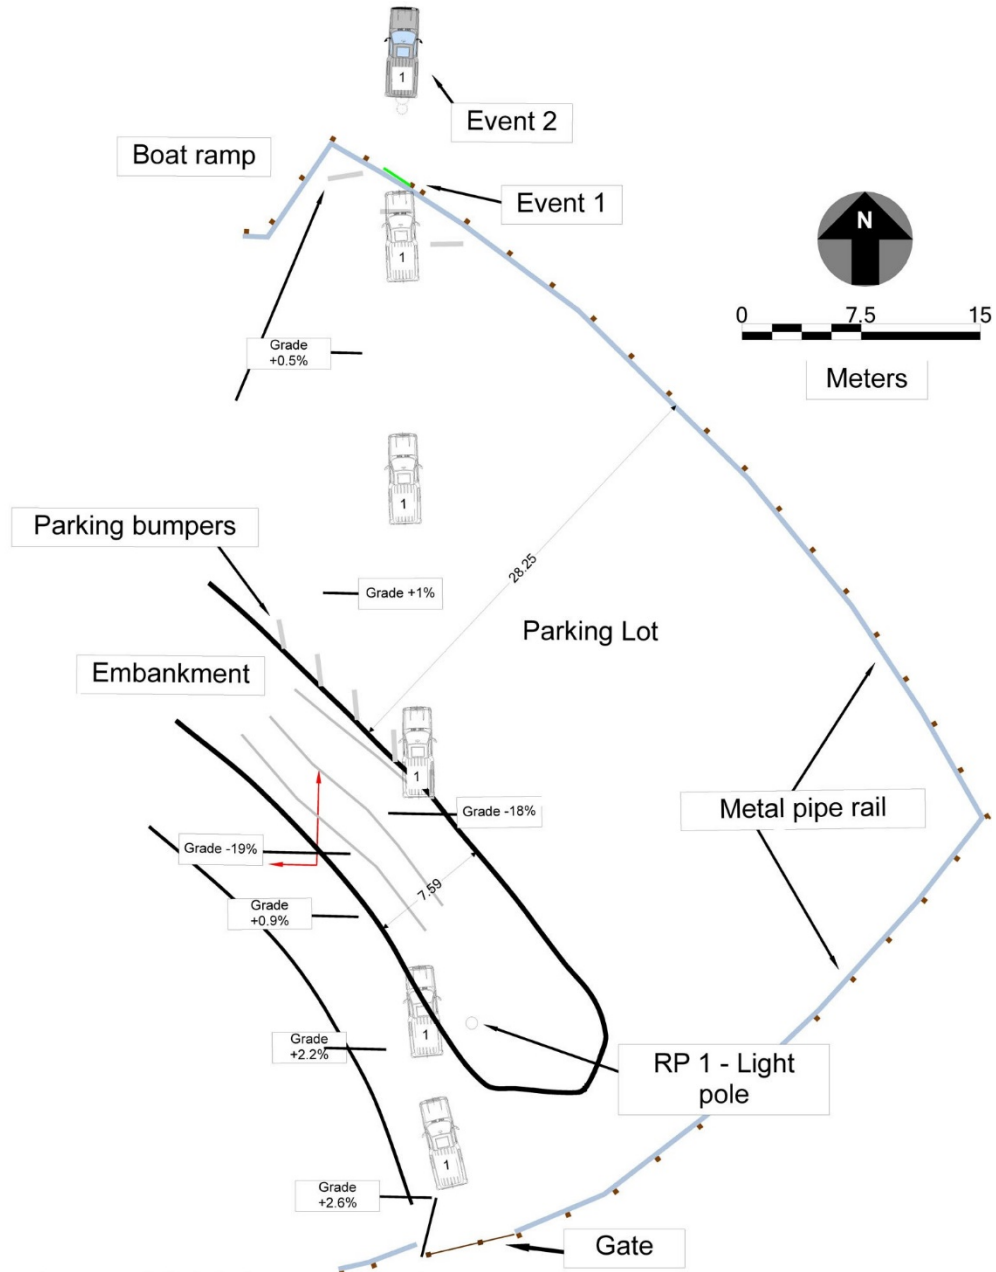 1
Event 2
Boat ramp
Event 1
1
N
0 7.5 15
Meters
Grade
+0.5%
1
Parking bumpers
28.25
Grade +1%
Parking Lot
Embankment
1
Metal pipe rail
Grade -18%
Grade -19%
7.59
Grade
+0.9%
1
Grade
+2.2%
RP 1 - Light
pole
1
Grade
+2.6%
Gate